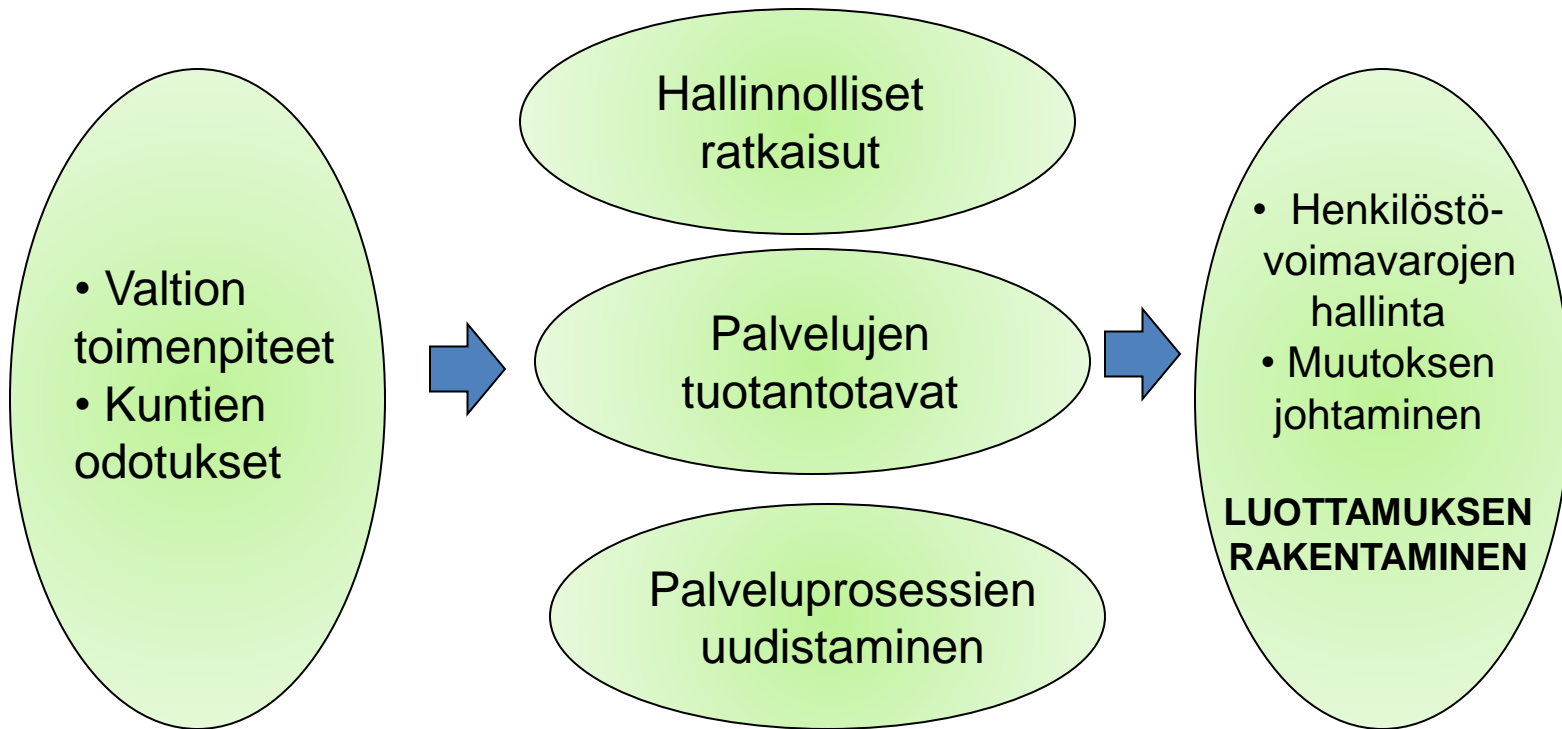 • Valtion
toimenpiteet
• Kuntien
odotukset
Hallinnolliset
ratkaisut
Palvelujen
tuotantotavat
Palveluprosessien
uudistaminen
• Henkilöstö-
voimavarojen
hallinta
• Muutoksen
johtaminen
LUOTTAMUKSEN
RAKENTAMINEN